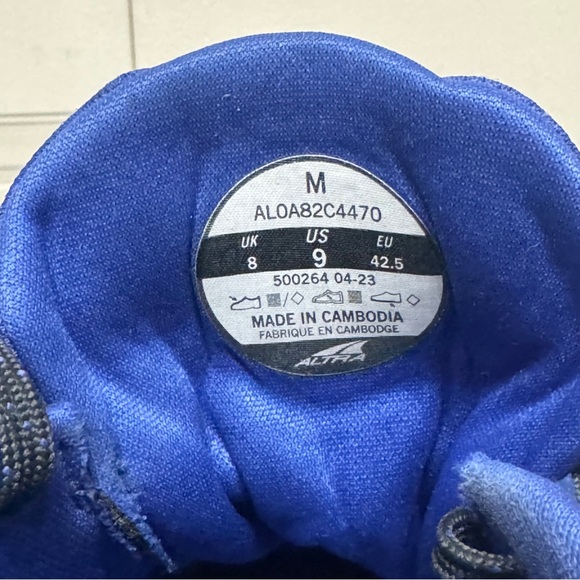 M
AL0A82C4470
UK US EU
8 9 42.5
500264 04-23
MADE IN CAMBODIA
FABRIQUE EN CAMBODGE
ALTRA